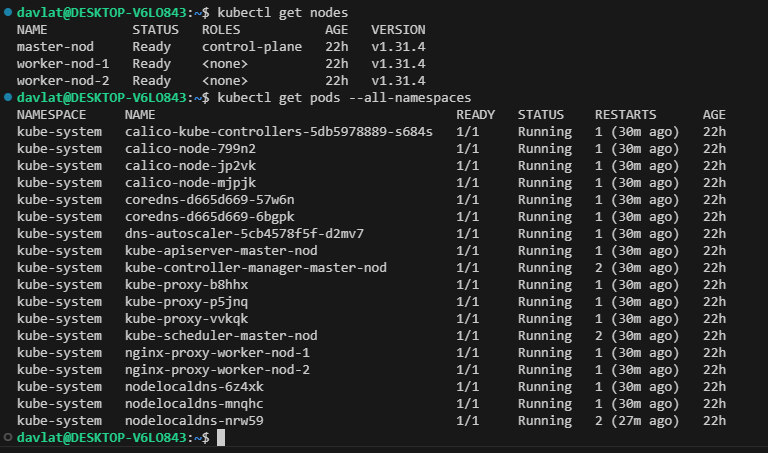 davlat@DESKTOP-V6LO843:~$ kubectl get nodes
NAME STATUS ROLES AGE VERSION
master-nod Ready control-plane 22h v1.31.4
worker-nod-1 Ready <none> 22h v1.31.4
worker-nod-2 Ready <none> 22h v1.31.4
davlat@DESKTOP-V6LO843:~$ kubectl get pods --all-namespaces
NAMESPACE NAME READY STATUS RESTARTS AGE
kube-system calico-kube-controllers-5db5978889-s684s 1/1 Running 1 (30m ago) 22h
kube-system calico-node-799n2 1/1 Running 1 (30m ago) 22h
kube-system calico-node-jp2vk 1/1 Running 1 (30m ago) 22h
kube-system calico-node-mjpjk 1/1 Running 1 (30m ago) 22h
kube-system coredns-d665d669-57w6n 1/1 Running 1 (30m ago) 22h
kube-system coredns-d665d669-6bgpk 1/1 Running 1 (30m ago) 22h
kube-system dns-autoscaler-5cb4578f5f-d2mv7 1/1 Running 1 (30m ago) 22h
kube-system kube-apiserver-master-nod 1/1 Running 1 (30m ago) 22h
kube-system kube-controller-manager-master-nod 1/1 Running 2 (30m ago) 22h
kube-system kube-proxy-b8hhx 1/1 Running 1 (30m ago) 22h
kube-system kube-proxy-p5jnq 1/1 Running 1 (30m ago) 22h
kube-system kube-proxy-vvkqk 1/1 Running 1 (30m ago) 22h
kube-system kube-scheduler-master-nod 1/1 Running 2 (30m ago) 22h
kube-system nginx-proxy-worker-nod-1 1/1 Running 1 (30m ago) 22h
kube-system nginx-proxy-worker-nod-2 1/1 Running 1 (30m ago) 22h
kube-system nodelocaldns-6z4xk 1/1 Running 1 (30m ago) 22h
kube-system nodelocaldns-mnqhc 1/1 Running 1 (30m ago) 22h
kube-system nodelocaldns-nrw59 1/1 Running 2 (27m ago) 22h
davlat@DESKTOP-V6LO843:~$